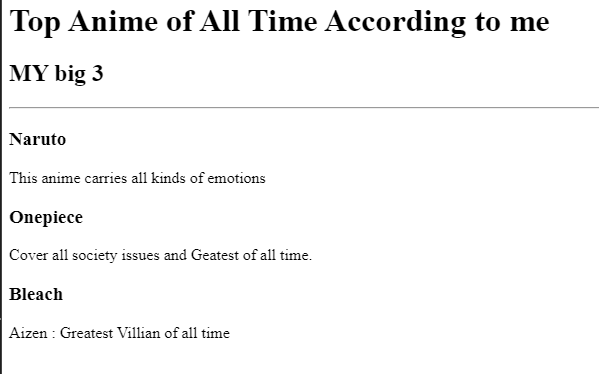 Top Anime of All Time According to me
MY big 3
Naruto
This anime carries all kinds of emotions
Onepiece
Cover all society issues and Geatest of all time.
Bleach
Aizen : Greatest Villian of all time